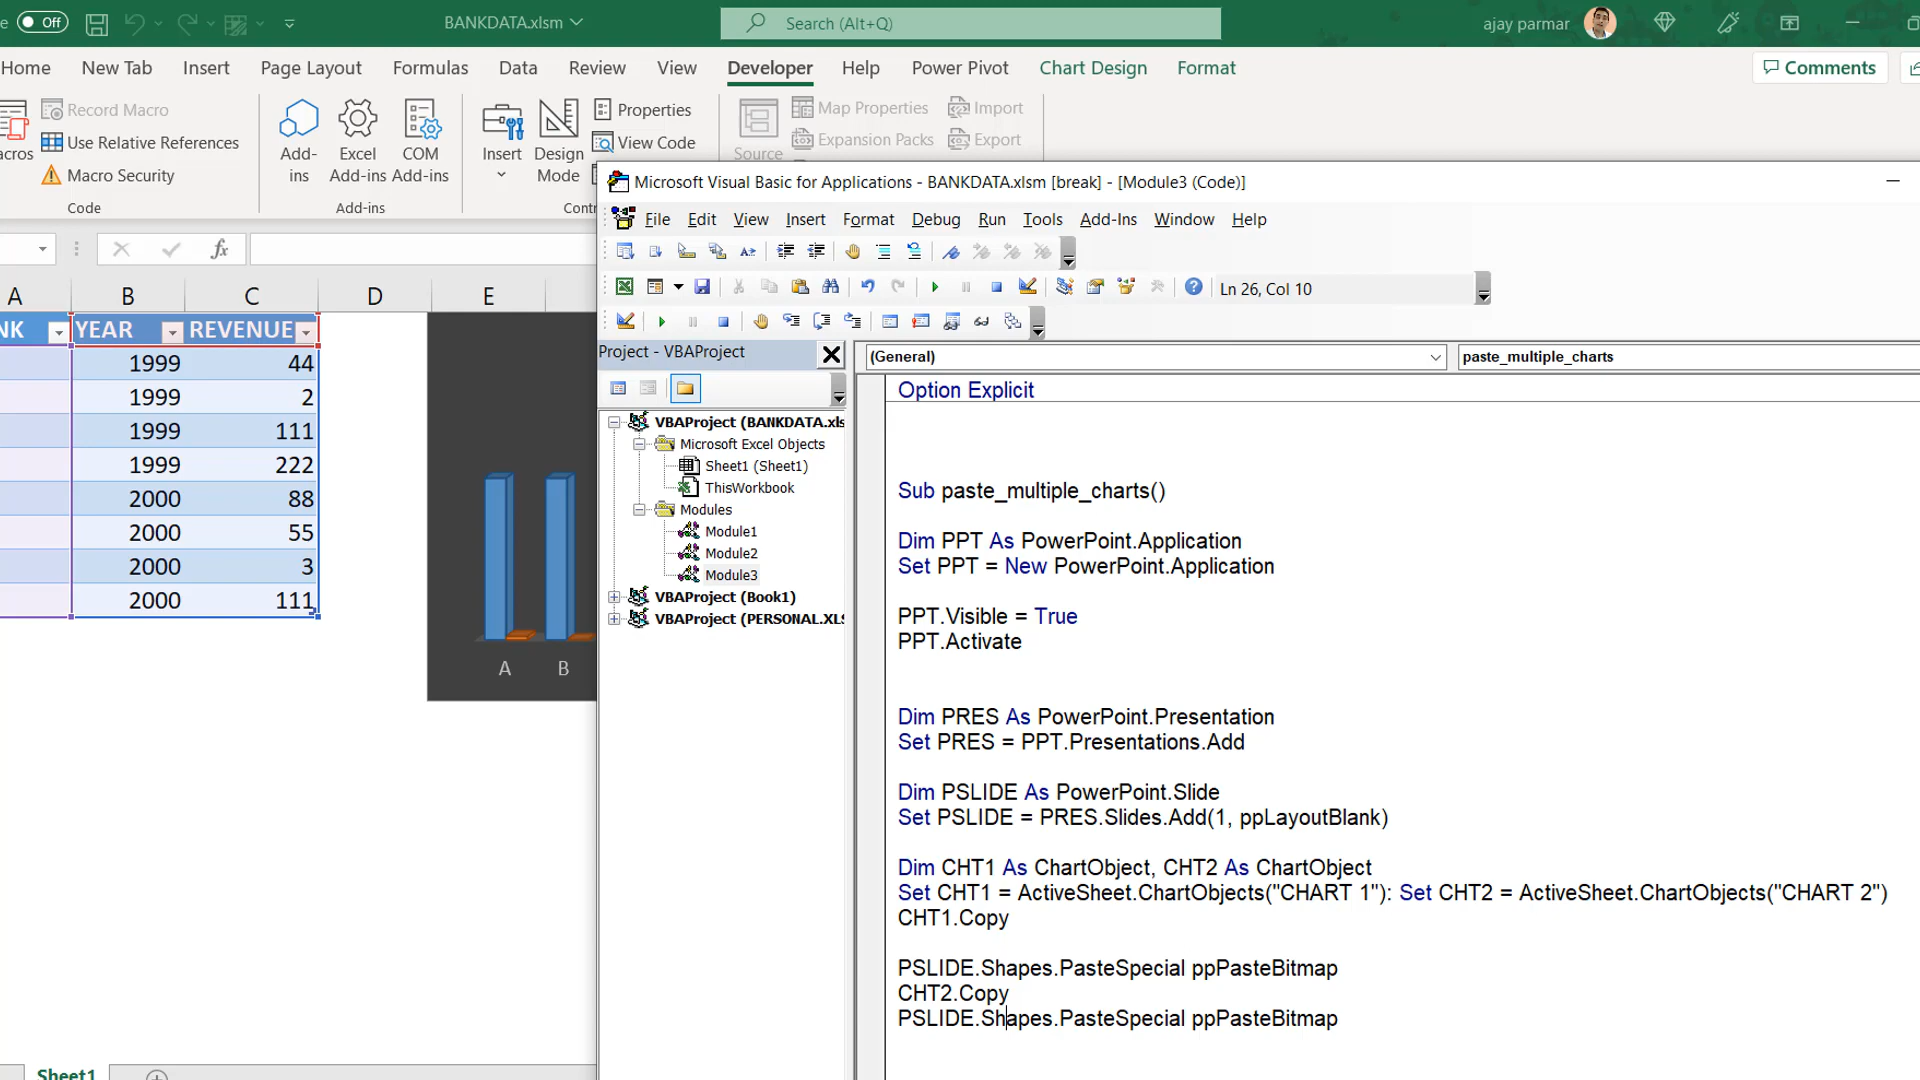 Off
BANKDATA.xlsm
Search (Alt+Q)
ajay parmar
Home
New Tab
Insert
Page Layout
Formulas
Data
Review
View
Developer
Help
Power Pivot
Chart Design
Format
Comments
Record Macro
Use Relative References
Macro Security
Code
Add-
ins
Excel
Add-ins
COM
Add-ins
Add-ins
Insert
Design
Mode
Properties
View Code
Source
Map Properties
Expansion Packs
Import
Export
Microsoft Visual Basic for Applications - BANKDATA.xlsm [break] - [Module3 (Code)]
File Edit View Insert Format Debug Run Tools Add-Ins Window Help
Ln 26, Col 10
Project - VBAProject
VBAProject (BANKDATA.xls
Microsoft Excel Objects
Sheet1 (Sheet1)
ThisWorkbook
Modules
Module1
Module2
Module3
VBAProject (Book1)
VBAProject (PERSONAL.XLS
fx
A B C D E
NK YEAR REVENUE
1999 44
1999 2
1999 111
1999 222
2000 88
2000 55
2000 3
2000 111
A B
(General)
paste_multiple_charts
Option Explicit
Sub paste_multiple_charts()
Dim PPT As PowerPoint.Application
Set PPT = New PowerPoint.Application
PPT.Visible = True
PPT.Activate
Dim PRES As PowerPoint.Presentation
Set PRES = PPT.Presentations.Add
Dim PSLIDE As PowerPoint.Slide
Set PSLIDE = PRES.Slides.Add(1, ppLayoutBlank)
Dim CHT1 As ChartObject, CHT2 As ChartObject
Set CHT1 = ActiveSheet.ChartObjects("CHART 1"): Set CHT2 = ActiveSheet.ChartObjects("CHART 2")
CHT1.Copy
PSLIDE.Shapes.PasteSpecial ppPasteBitmap
CHT2.Copy
PSLIDE.Shapes.PasteSpecial ppPasteBitmap
Sheet1